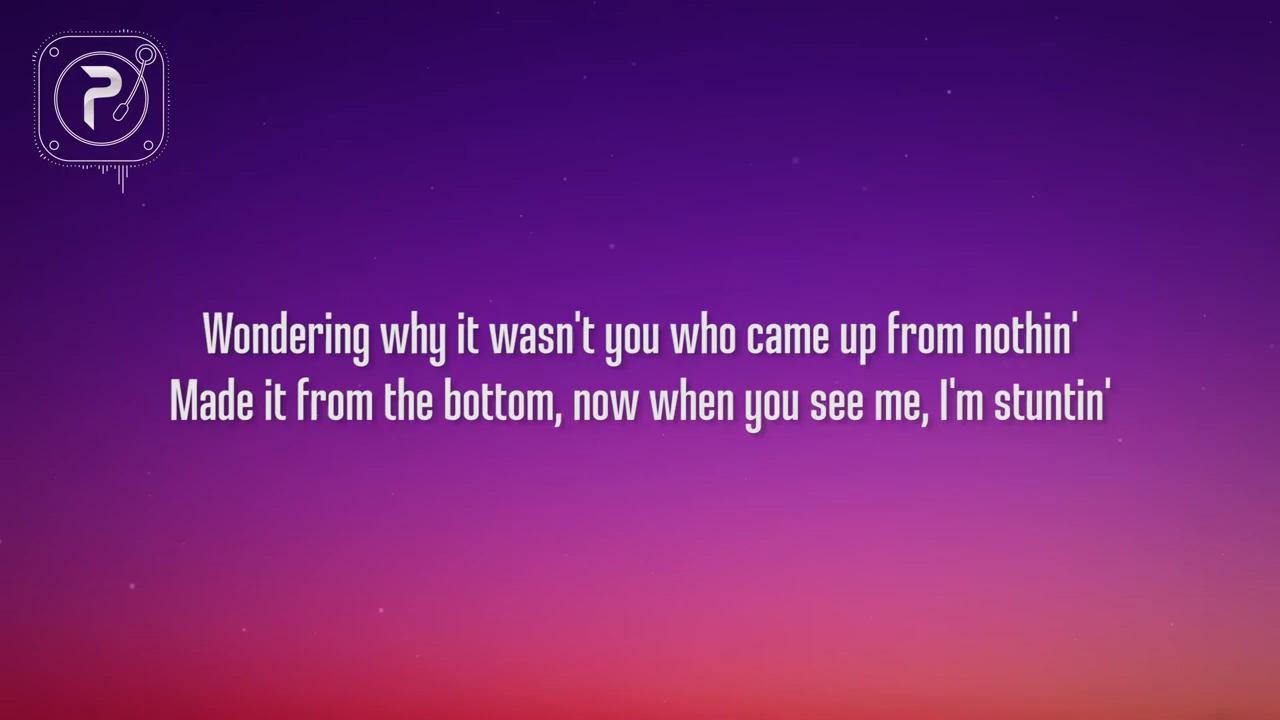 P
Wondering why it wasn't you who came up from nothin'
Made it from the bottom, now when you see me, I'm stuntin'